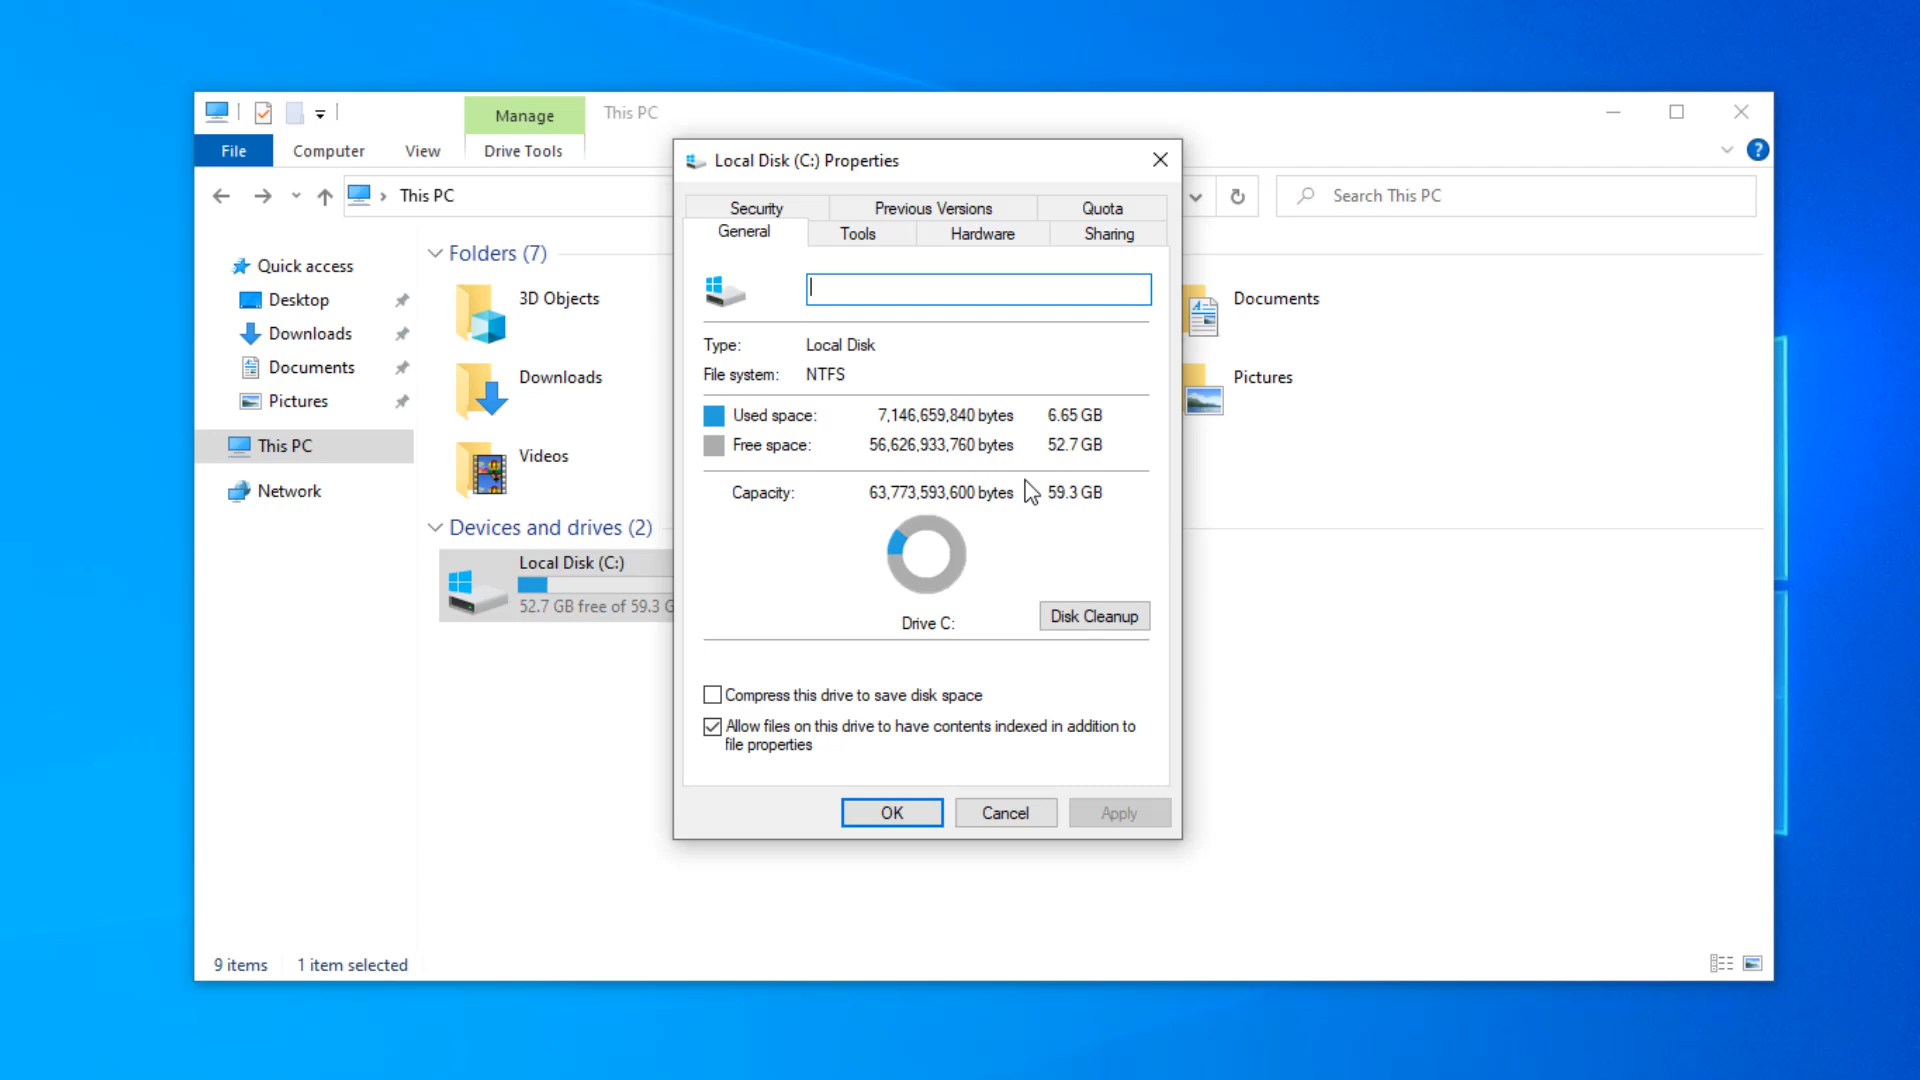 Manage
This PC
File
Computer
View
Drive Tools
This PC
Search This PC
Quick access
Desktop
Downloads
Documents
Pictures
This PC
Network
Folders (7)
3D Objects
Downloads
Videos
Documents
Pictures
Devices and drives (2)
Local Disk (C:)
52.7 GB free of 59.3 G
Local Disk (C:) Properties
Security
Previous Versions
Quota
General
Tools
Hardware
Sharing
Type: Local Disk
File system: NTFS
Used space: 7,146,659,840 bytes 6.65 GB
Free space: 56,626,933,760 bytes 52.7 GB
Capacity: 63,773,593,600 bytes 59.3 GB
Drive C:
Disk Cleanup
Compress this drive to save disk space
Allow files on this drive to have contents indexed in addition to
file properties
OK
Cancel
Apply
9 items
1 item selected